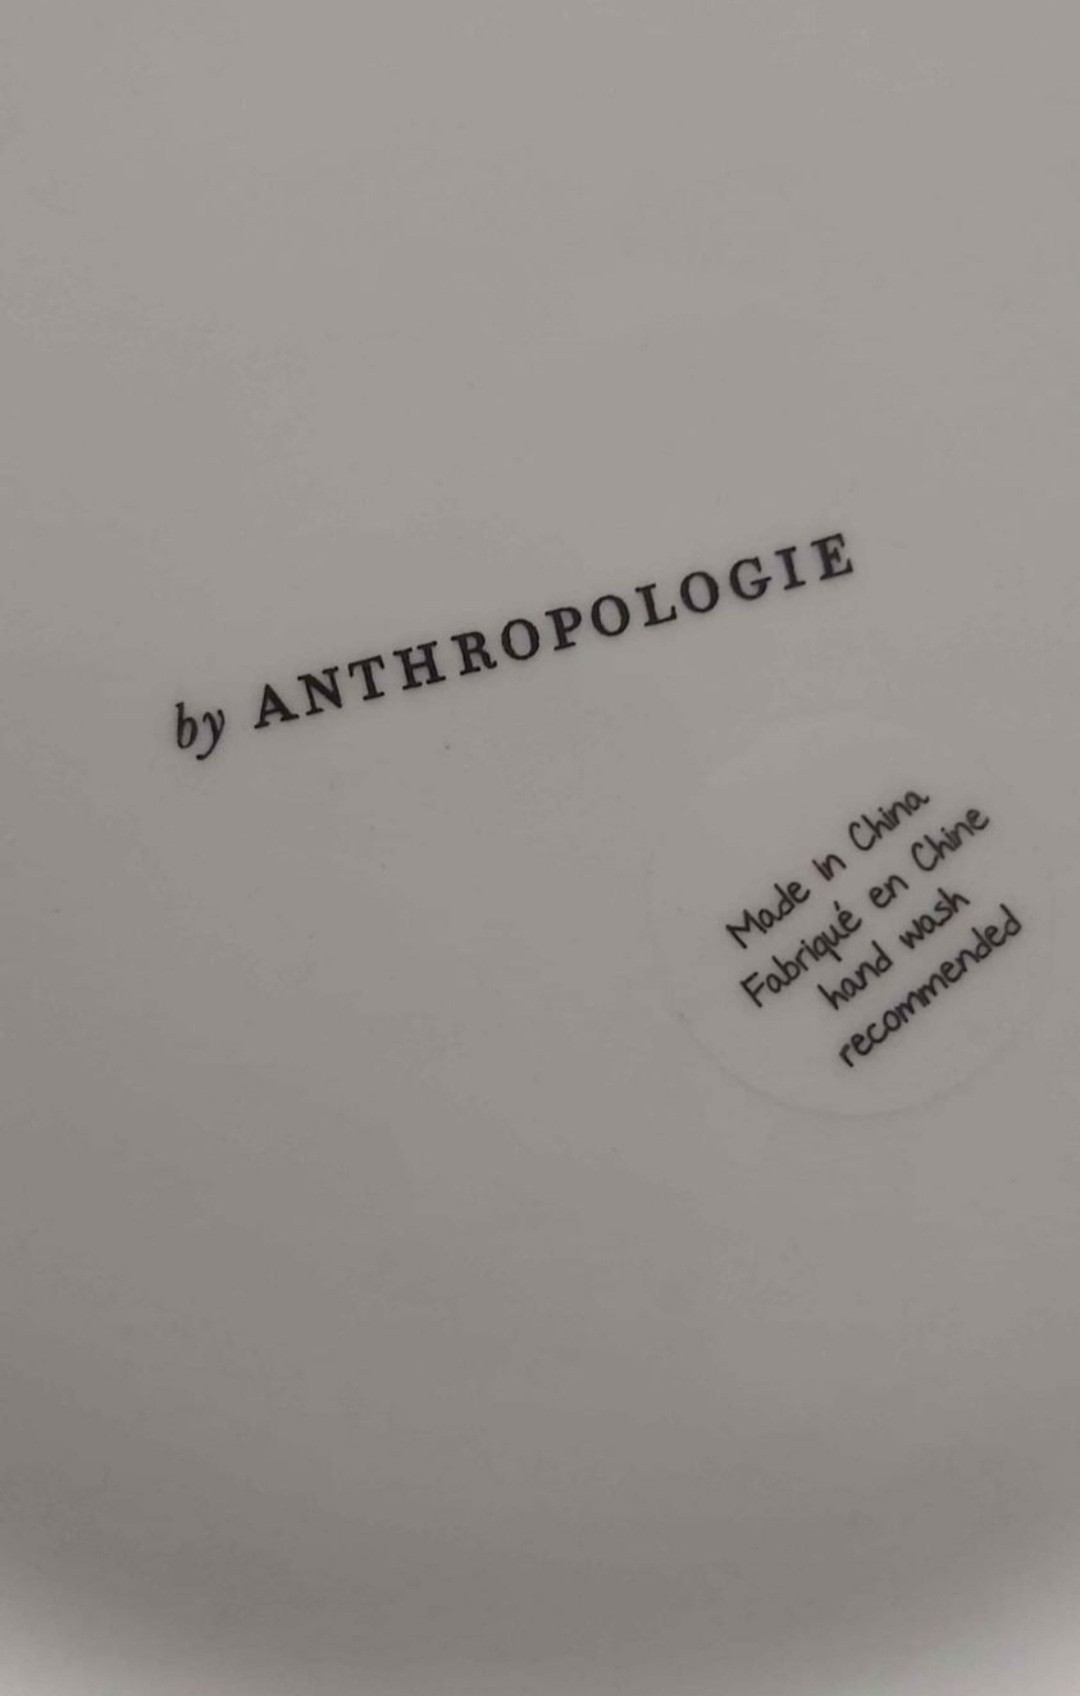 by ANTHROPOLOGIE
Made in China
Fabriqué en Chine
hand wash
recommended